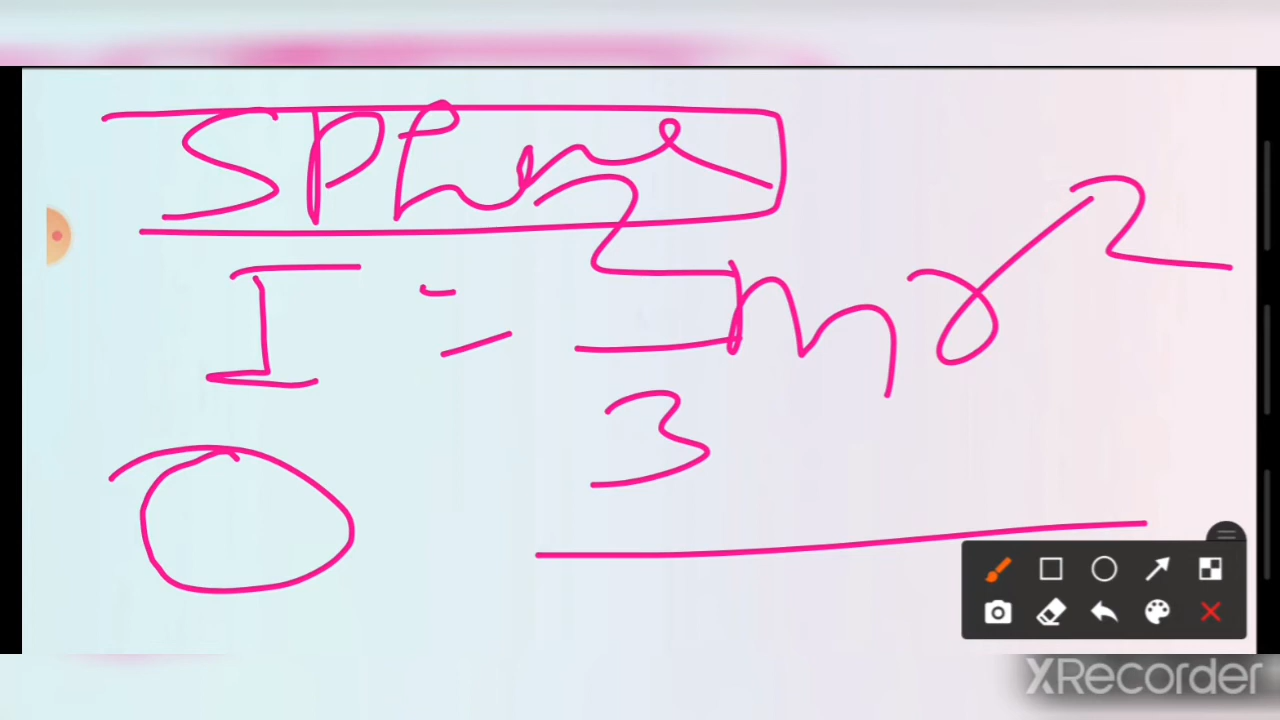 SPhere
I = 2/3 mr²
XRecorder